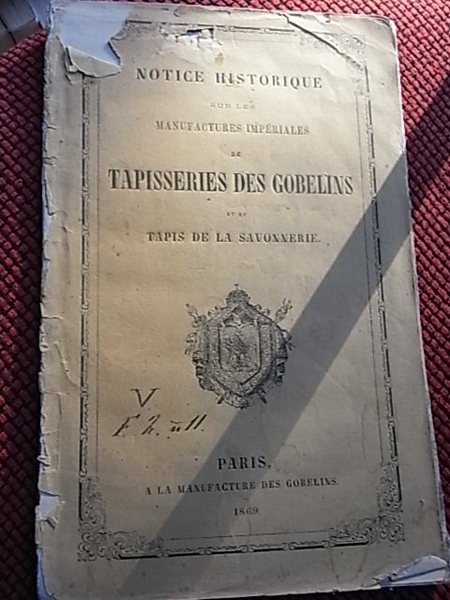 NOTICE HISTORIQUE
SUR LES
MANUFACTURES IMPÉRIALES
DE
TAPISSERIES DES GOBELINS
ET DE
TAPIS DE LA SAVONNERIE.
V
PARIS,
A LA MANUFACTURE DES GOBELINS.
1869